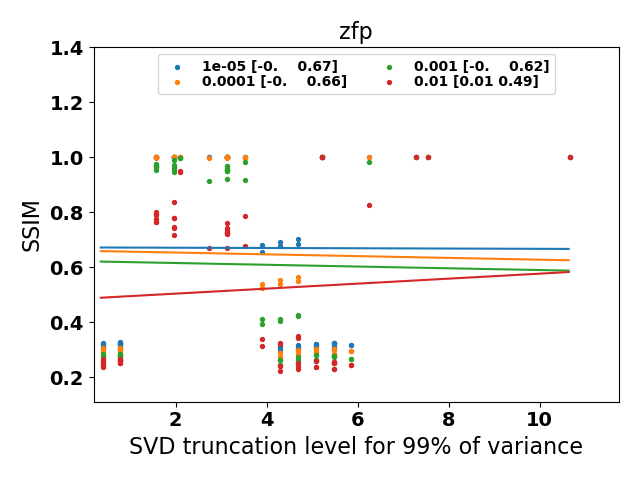 zfp
1e-05 [-0. 0.67]
0.0001 [-0. 0.66]
0.001 [-0. 0.62]
0.01 [0.01 0.49]
1.4
1.2
1.0
0.8
0.6
0.4
0.2
SSIM
2 4 6 8 10
SVD truncation level for 99% of variance